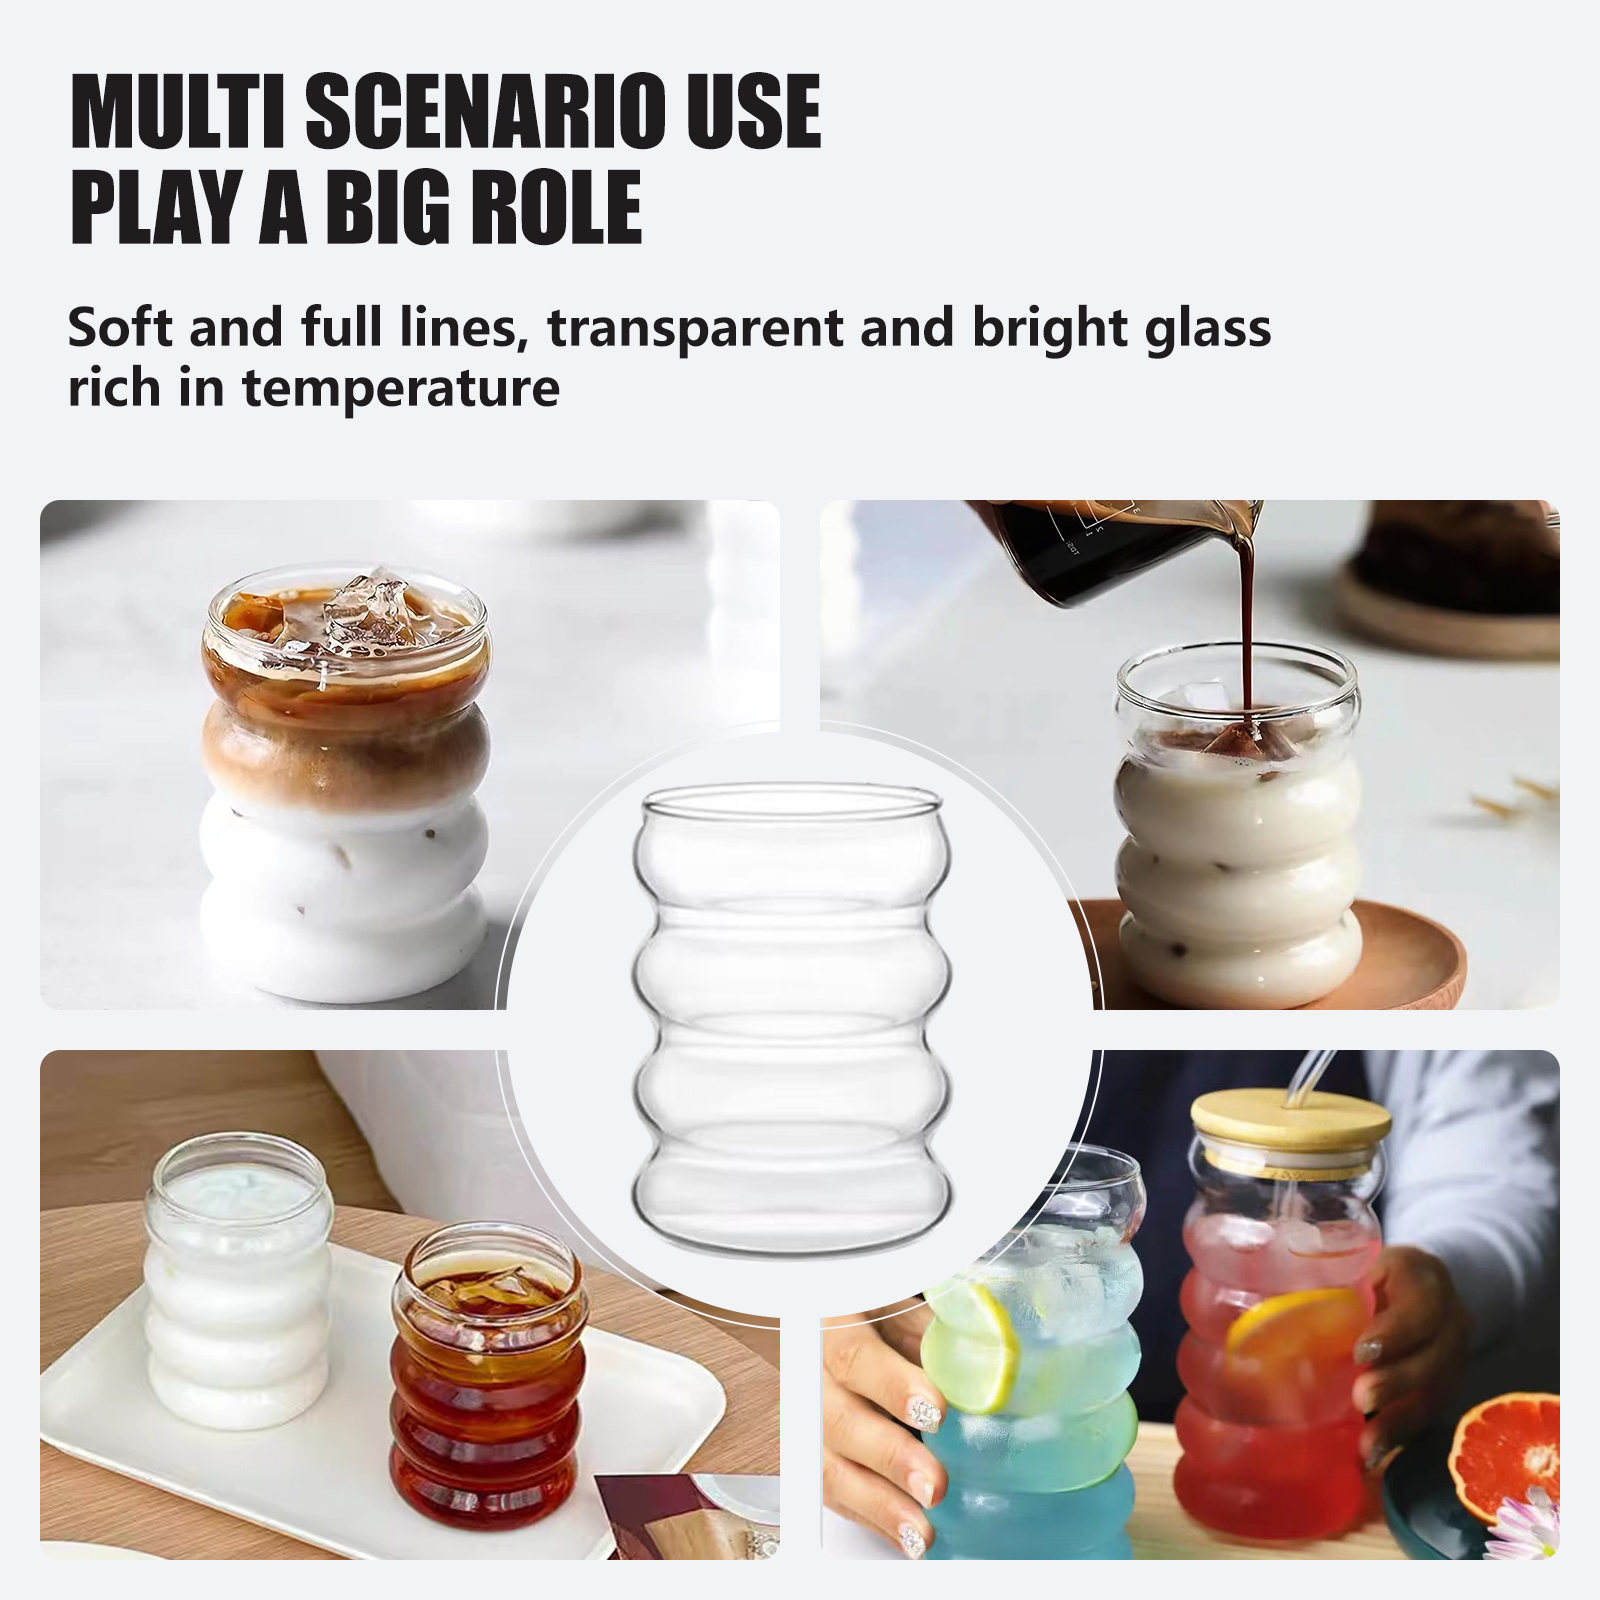 MULTI SCENARIO USE
PLAY A BIG ROLE
Soft and full lines, transparent and bright glass
rich in temperature